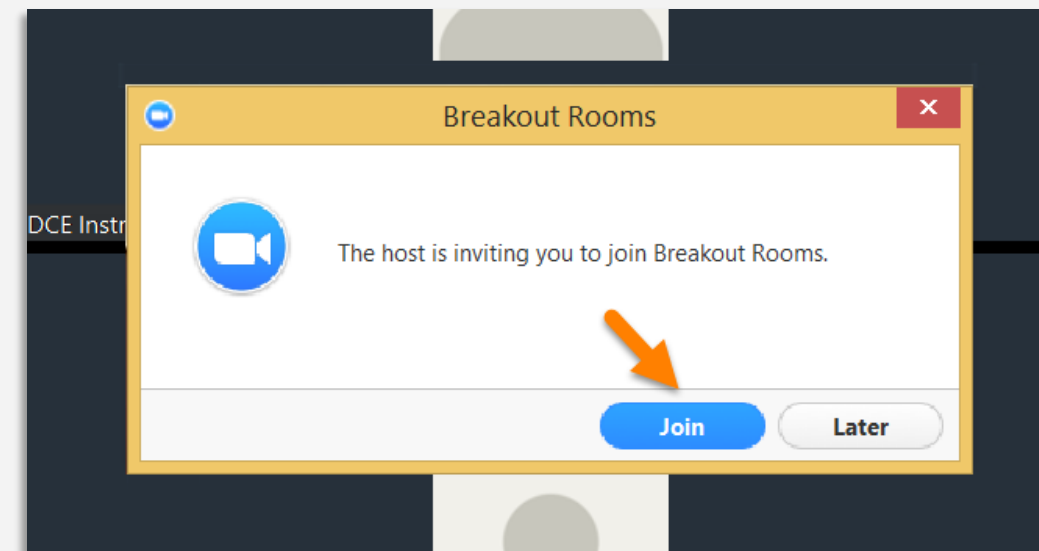 Breakout Rooms
DCE Instr
The host is inviting you to join Breakout Rooms.
Join
Later